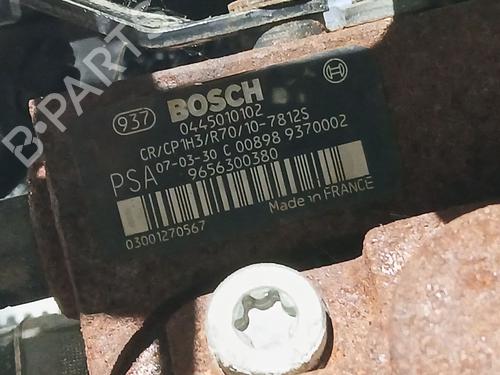 B-PARTS
937 BOSCH
0445010102
CR/CP1H3/R70/10-7812S
PSA 07-03-30 C 00898 9370002
9656300380
03001270567
Made in FRANCE